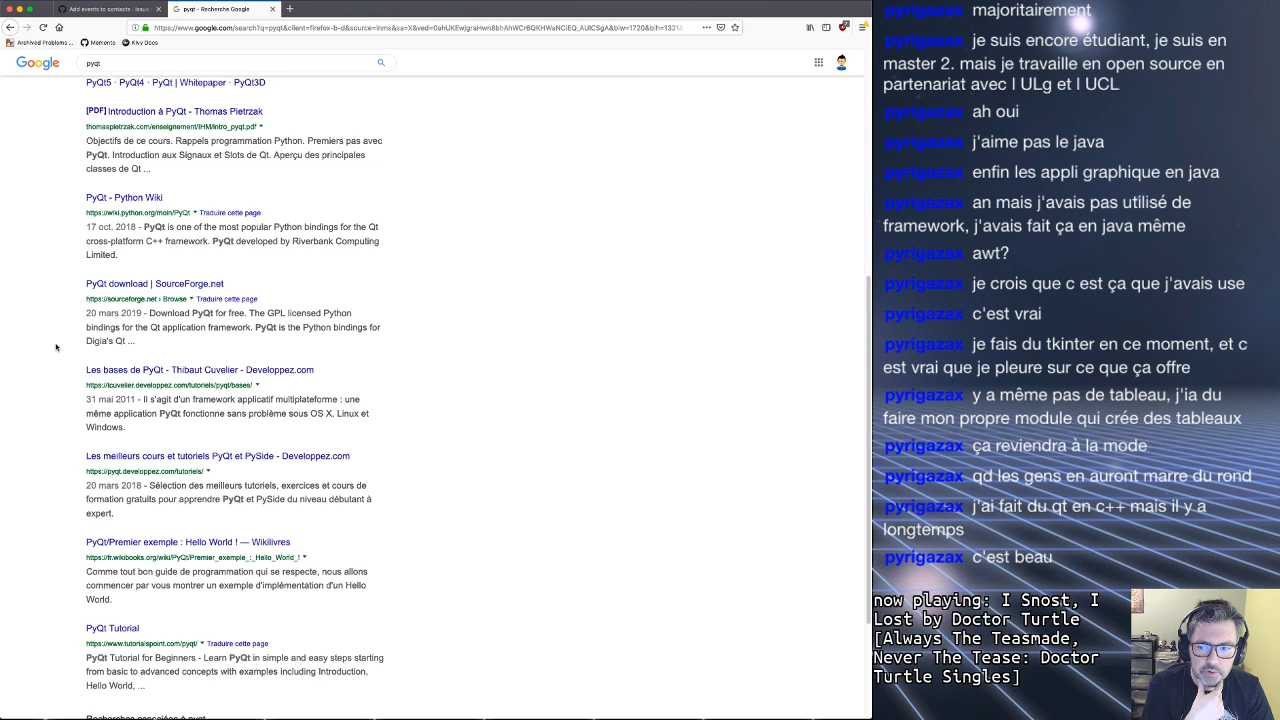 Add events to contacts · Issue
pyqt - Recherche Google
https://www.google.com/search?q=pyqt&client=firefox-b-d&source=lnms&sa=X&ved=
Archived Problems ...
Memento
Kivy Docs
Google
pyqt
PyQt5 · PyQt4 · PyQt | Whitepaper · PyQt3D
[PDF] Introduction à PyQt - Thomas Pietrzak
thomaspietrzak.com/enseignement/IHM/intro_pyqt.pdf
Objectifs de ce cours. Rappels programmation Python. Premiers pas avec
PyQt. Introduction aux Signaux et Slots de Qt. Aperçu des principales
classes de Qt ...
PyQt - Python Wiki
https://wiki.python.org/moin/PyQt Traduire cette page
17 oct. 2018 - PyQt is one of the most popular Python bindings for the Qt
cross-platform C++ framework. PyQt developed by Riverbank Computing
Limited.
PyQt download | SourceForge.net
https://sourceforge.net › Browse Traduire cette page
20 mars 2019 - Download PyQt for free. The GPL licensed Python
bindings for the Qt application framework. PyQt is the Python bindings for
Digia's Qt ...
Les bases de PyQt - Thibaut Cuvelier - Developpez.com
https://tcuvelier.developpez.com/tutoriels/pyqt/bases/
31 mai 2011 - Il s'agit d'un framework applicatif multiplateforme : une
même application PyQt fonctionne sans problème sous OS X, Linux et
Windows.
Les meilleurs cours et tutoriels PyQt et PySide - Developpez.com
https://pyqt.developpez.com/tutoriels/
20 mars 2018 - Sélection des meilleurs tutoriels, exercices et cours de
formation gratuits pour apprendre PyQt et PySide du niveau débutant à
expert.
PyQt/Premier exemple : Hello World ! — Wikilivres
https://fr.wikibooks.org/wiki/PyQt/Premier_exemple_:_Hello_World_!
Comme tout bon guide de programmation qui se respecte, nous allons
commencer par vous montrer un exemple d'implémentation d'un Hello
World.
PyQt Tutorial
https://www.tutorialspoint.com/pyqt/ Traduire cette page
PyQt Tutorial for Beginners - Learn PyQt in simple and easy steps starting
from basic to advanced concepts with examples including Introduction,
Hello World, ...
Recherches associées à pyqt
prioritairement
pyrigazax je suis encore étudiant, je suis en
master 2. mais je travaille en open source en
partenariat avec l ULg et l UCL
pyrigazax ah oui
pyrigazax j'aime pas le java
pyrigazax enfin les appli graphique en java
pyrigazax an mais j'avais pas utilisé de
framework, j'avais fait ça en java même
pyrigazax awt?
pyrigazax je crois que c est ça que j'avais use
pyrigazax c'est vrai
pyrigazax je fais du tkinter en ce moment, et c
est vrai que je pleure sur ce que ça offre
pyrigazax y a même pas de tableau, j'ia du
faire mon propre module qui crée des tableaux
pyrigazax ça reviendra à la mode
pyrigazax qd les gens en auront marre du rond
pyrigazax j'ai fait du qt en c++ mais il y a
longtemps
pyrigazax c'est beau
now playing: I Snost, I
Lost by Doctor Turtle
[Always The Teasmade,
Never The Tease: Doctor
Turtle Singles]